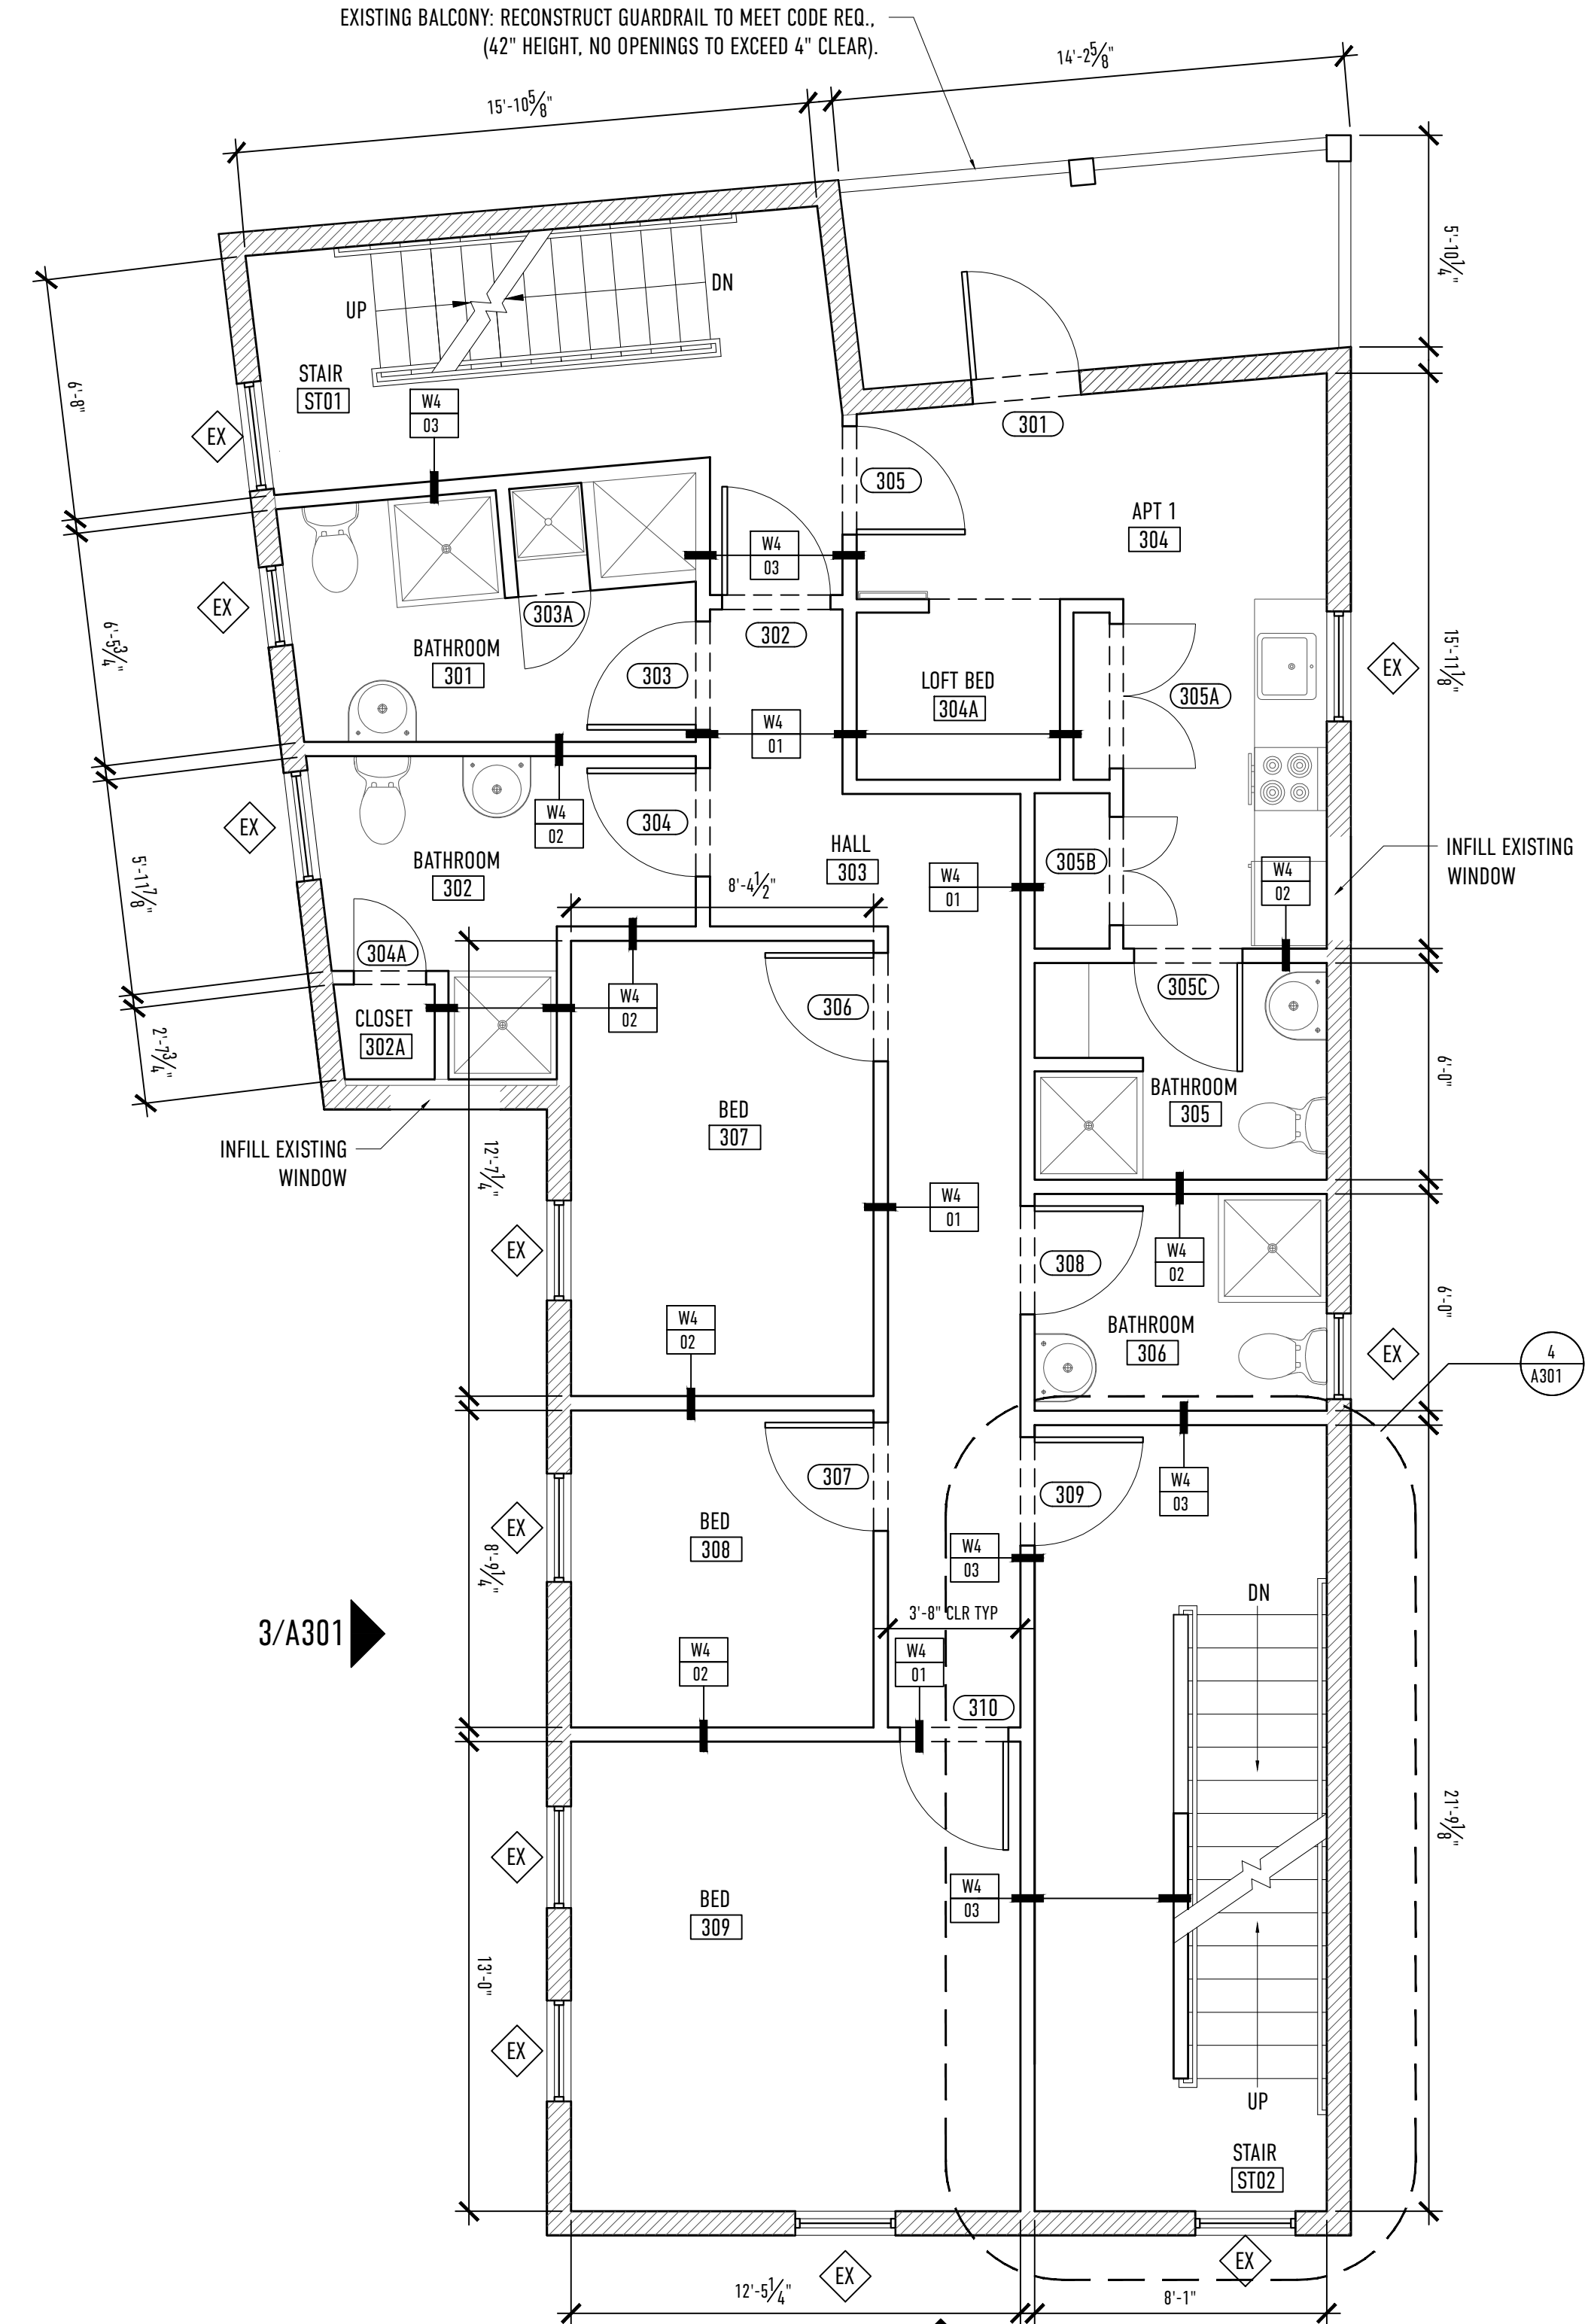 EXISTING BALCONY: RECONSTRUCT GUARDRAIL TO MEET CODE REQ.,
(42" HEIGHT, NO OPENINGS TO EXCEED 4" CLEAR).
14'-2 5/8"
15'-10 5/8"
5'-10 1/4"
UP
DN
STAIR
ST01
6'-8"
W4
03
EX
301
305
APT 1
304
W4
03
EX
303A
302
6'-5 3/4"
BATHROOM
301
303
LOFT BED
304A
305A
EX
15'-11 1/8"
W4
01
W4
02
304
EX
BATHROOM
302
HALL
303
305B
INFILL EXISTING
WINDOW
W4
01
W4
02
8'-4 1/2"
5'-11 7/8"
304A
306
305C
W4
02
CLOSET
302A
2'-7 3/4"
6'-0"
BATHROOM
305
BED
307
INFILL EXISTING
WINDOW
12'-7 1/4"
W4
01
EX
308
W4
02
6'-0"
W4
02
BATHROOM
306
EX
4
A301
307
309
W4
03
BED
308
EX
8'-9 1/4"
W4
03
DN
3'-8" CLR TYP
3/A301
W4
02
W4
01
310
21'-9 1/8"
EX
BED
309
W4
03
13'-0"
EX
UP
STAIR
ST02
EX
EX
12'-5 1/4"
8'-1"